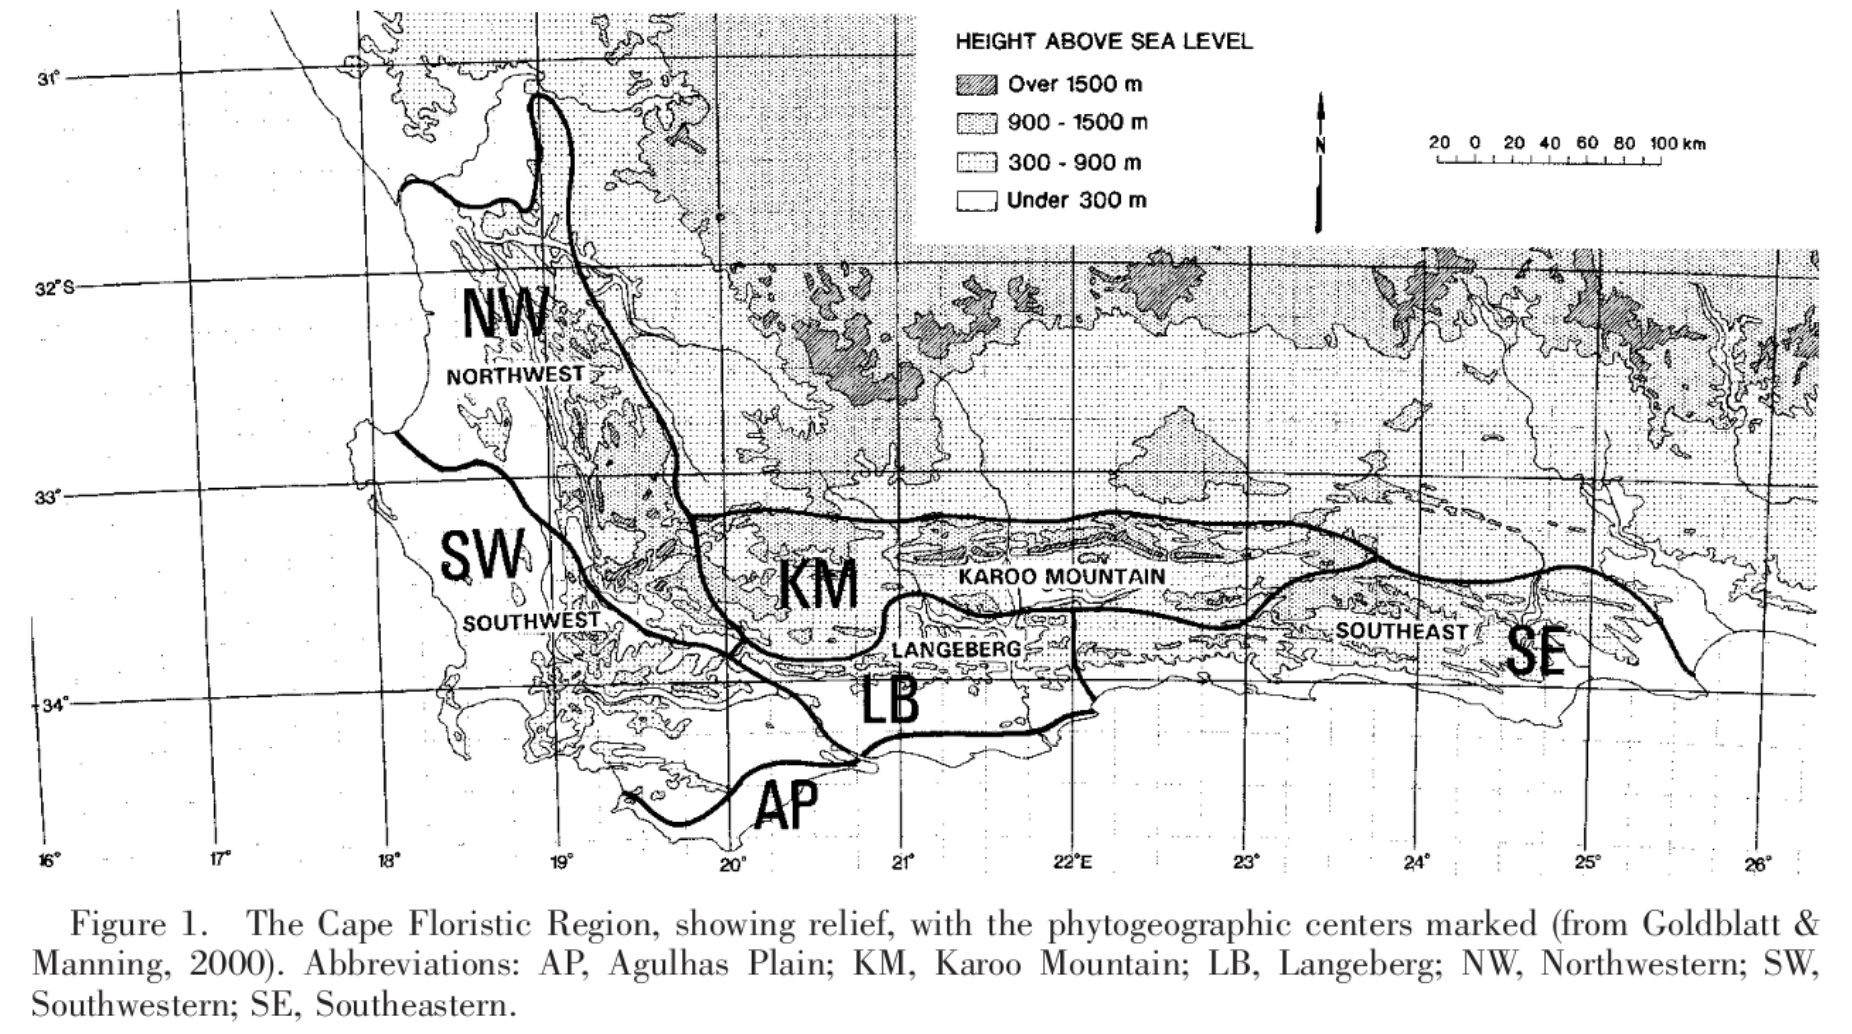 HEIGHT ABOVE SEA LEVEL
Over 1500 m
900 - 1500 m
300 - 900 m
Under 300 m
N
20 0 20 40 60 80 100 km
31°
32°S
33°
34°
NW
NORTHWEST
SW
SOUTHWEST
KM
KAROO MOUNTAIN
LANGEBERG
LB
SOUTHEAST
SE
AP
16° 17° 18° 19° 20° 21° 22°E 23° 24° 25° 26°
Figure 1. The Cape Floristic Region, showing relief, with the phytogeographic centers marked (from Goldblatt &
Manning, 2000). Abbreviations: AP, Agulhas Plain; KM, Karoo Mountain; LB, Langeberg; NW, Northwestern; SW,
Southwestern; SE, Southeastern.